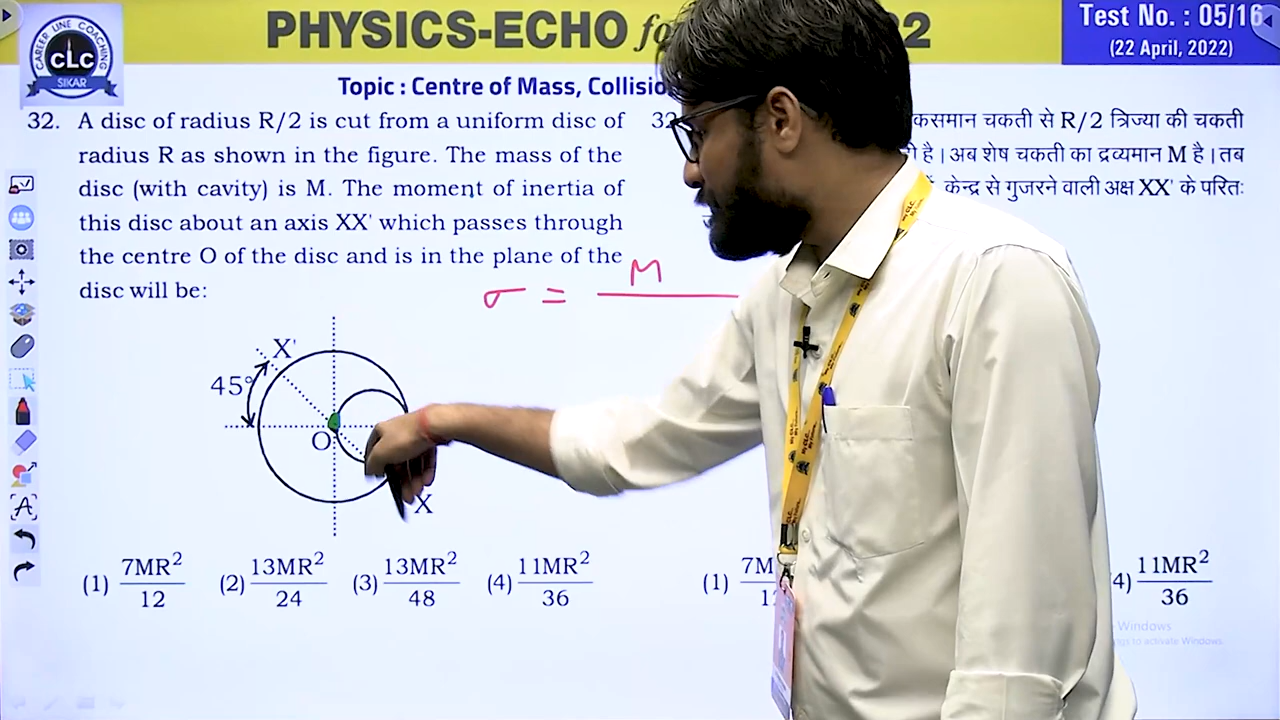 PHYSICS-ECHO
22
Test No. : 05/16
(22 April, 2022)
CAREER LINE COACHING
CLC
SIKAR
Topic : Centre of Mass, Collisio
32. A disc of radius R/2 is cut from a uniform disc of
radius R as shown in the figure. The mass of the
disc (with cavity) is M. The moment of inertia of
this disc about an axis XX' which passes through
the centre O of the disc and is in the plane of the
disc will be:
σ = M
X'
45°
O
X
(1) 7MR²/12 (2) 13MR²/24 (3) 13MR²/48 (4) 11MR²/36
32
कसमान चकती से R/2 त्रिज्या की चकती
है। अब शेष चकती का द्रव्यमान M है। तब
केन्द्र से गुजरने वाली अक्ष XX' के परितः
(1) 7M
4) 11MR²/36
Windows
to activate Windows.